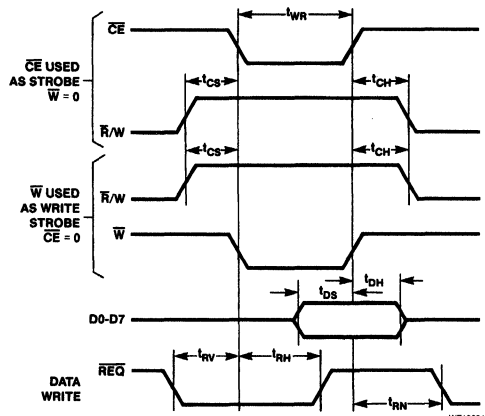 tWR
CE
CE USED
AS STROBE
W = 0
tCS
tCH
R/W
tCS
tCH
W USED
AS WRITE
STROBE
CE = 0
R/W
W
tDH
tDS
D0-D7
REQ
tRV
tRH
DATA
WRITE
tRN